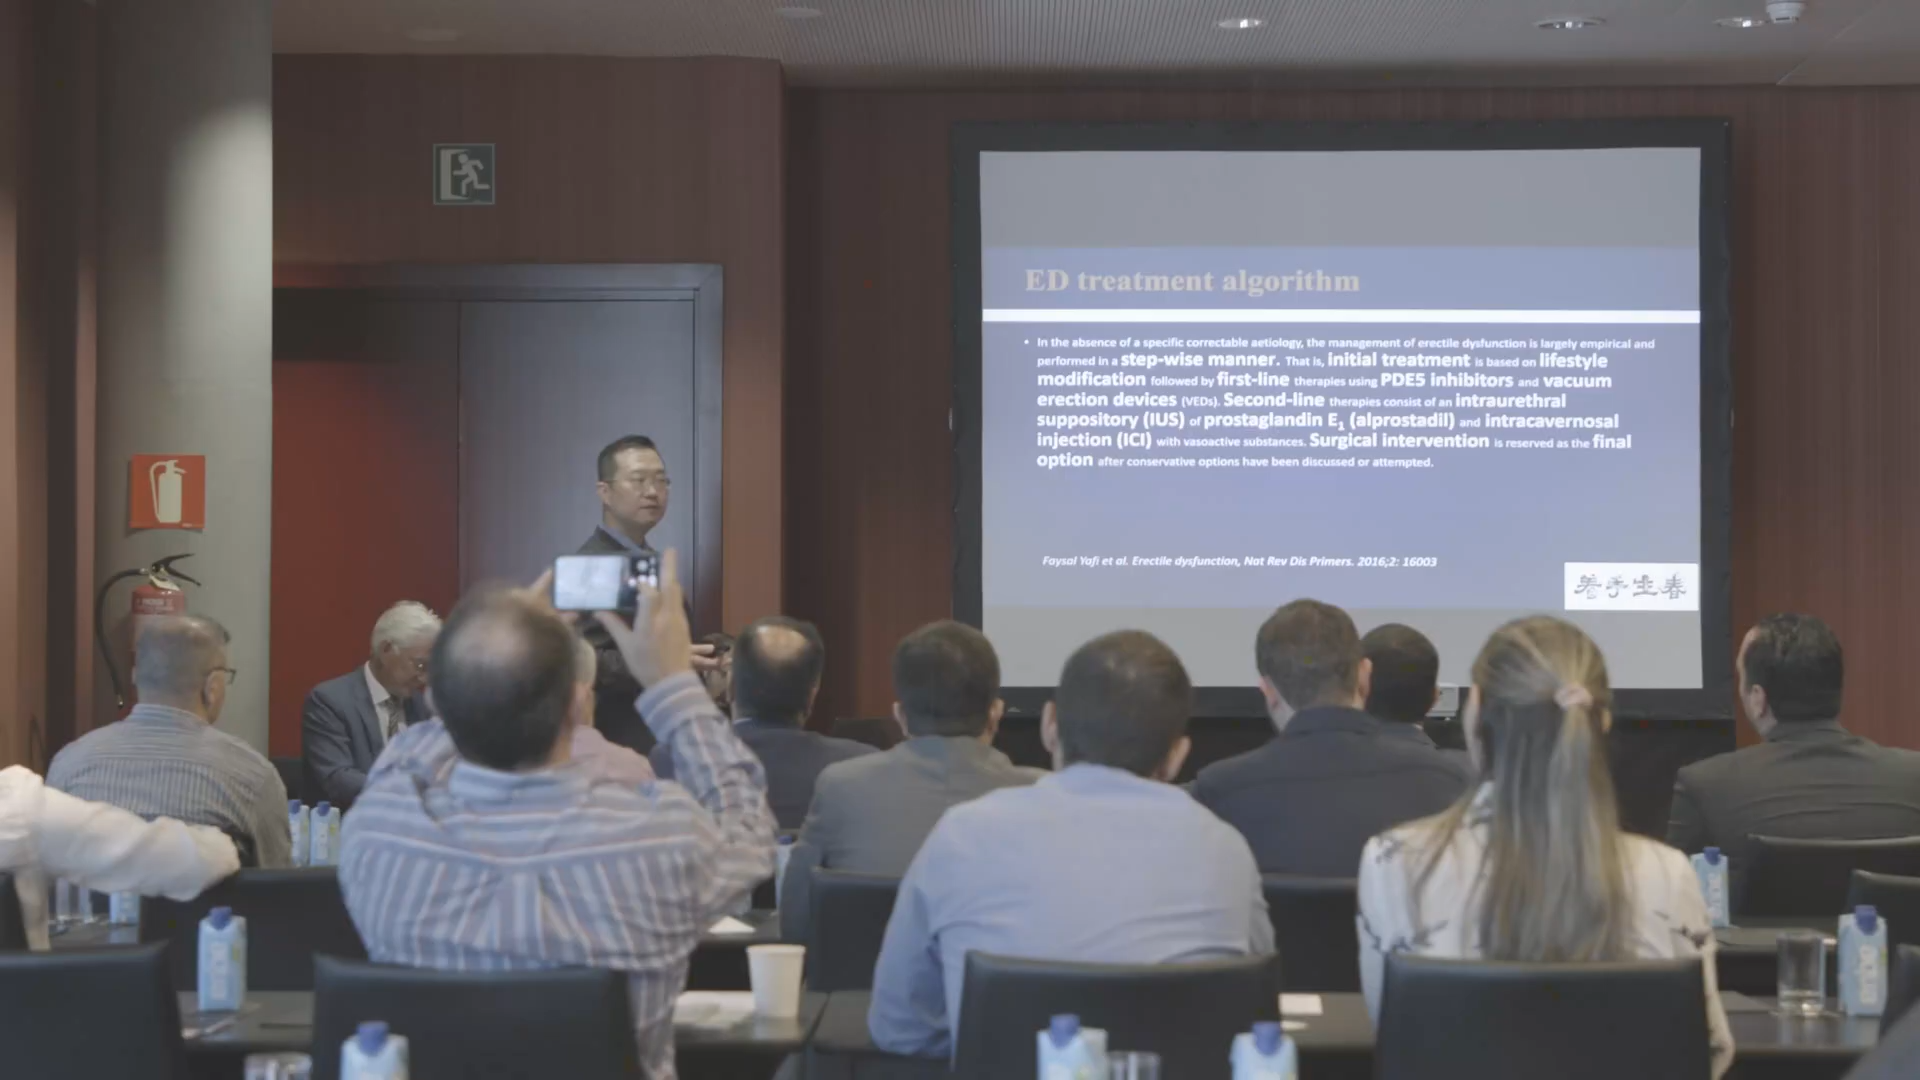 ED treatment algorithm
• In the absence of a specific correctable aetiology, the management of erectile dysfunction is largely empirical and
performed in a step-wise manner. That is, initial treatment is based on lifestyle
modification followed by first-line therapies using PDE5 inhibitors and vacuum
erection devices (VEDs). Second-line therapies consist of an intraurethral
suppository (IUS) of prostaglandin E₁ (alprostadil) and intracavernosal
injection (ICI) with vasoactive substances. Surgical intervention is reserved as the final
option after conservative options have been discussed or attempted.
Faysal Yafi et al. Erectile dysfunction, Nat Rev Dis Primers. 2016;2: 16003
着手生春